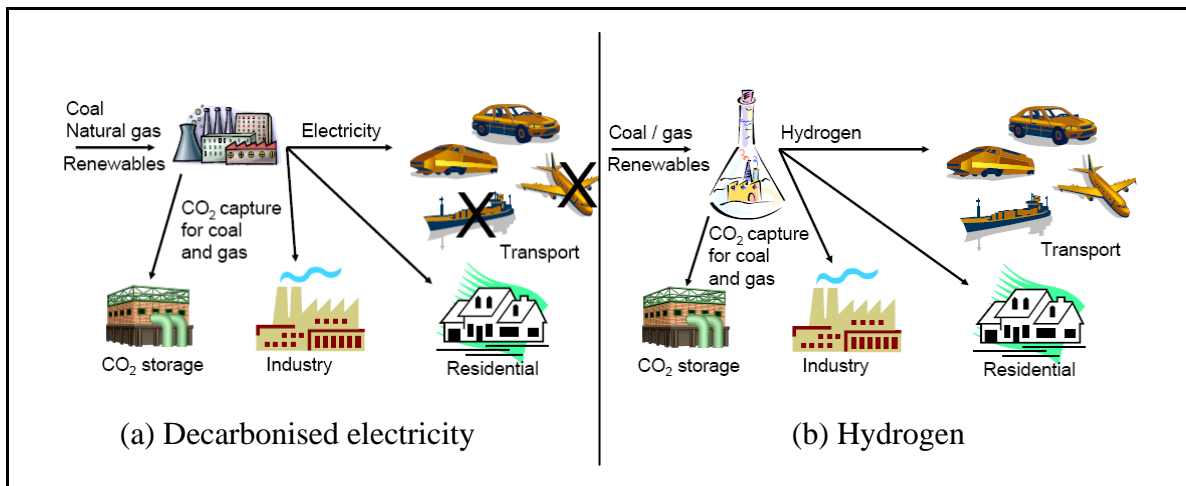 Coal
Natural gas
Renewables
Electricity
CO₂ capture
for coal
and gas
Transport
CO₂ storage
Industry
Residential
(a) Decarbonised electricity
Coal / gas
Renewables
Hydrogen
CO₂ capture
for coal
and gas
Transport
CO₂ storage
Industry
Residential
(b) Hydrogen